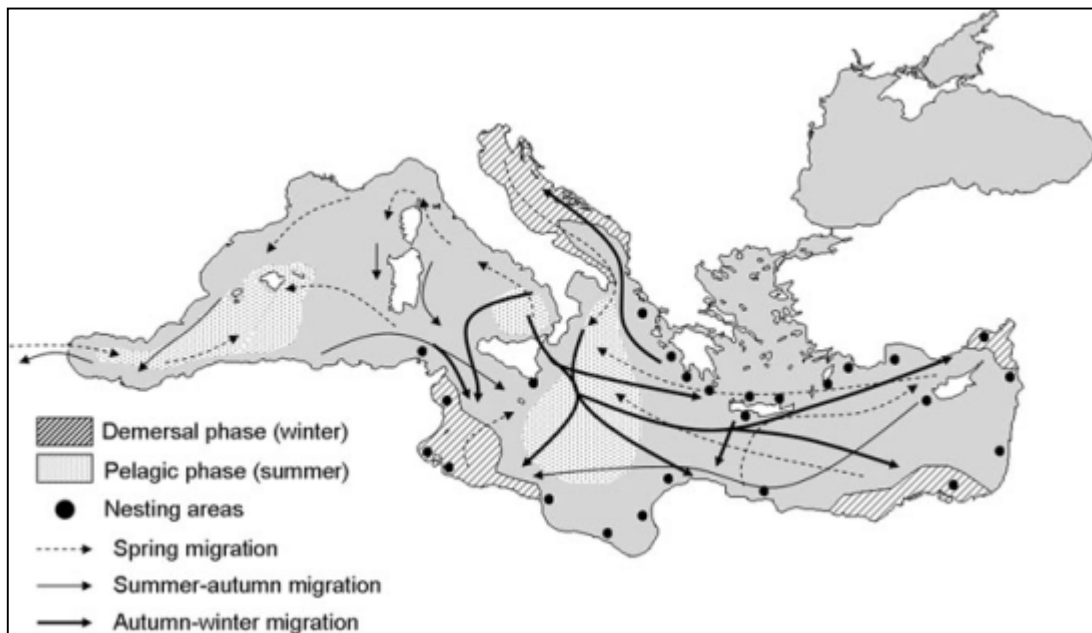 Demersal phase (winter)
Pelagic phase (summer)
Nesting areas
Spring migration
Summer-autumn migration
Autumn-winter migration